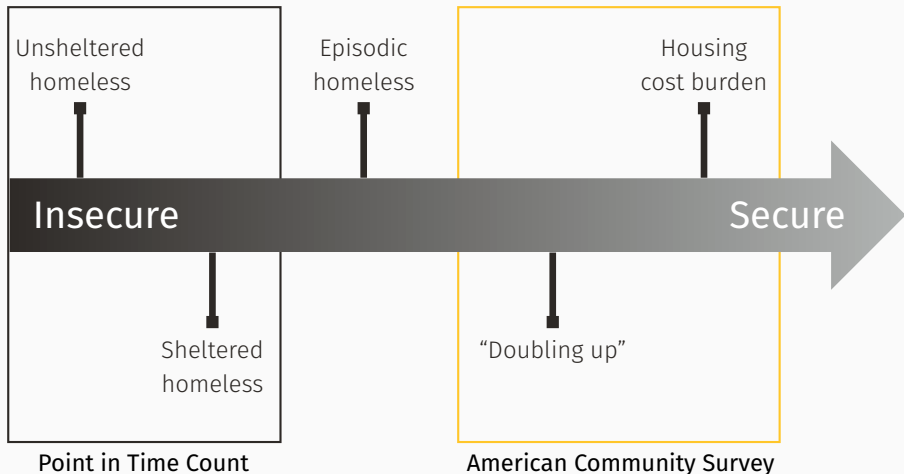 Unsheltered
homeless
Episodic
homeless
Housing
cost burden
Insecure
Secure
Sheltered
homeless
“Doubling up”
Point in Time Count
American Community Survey